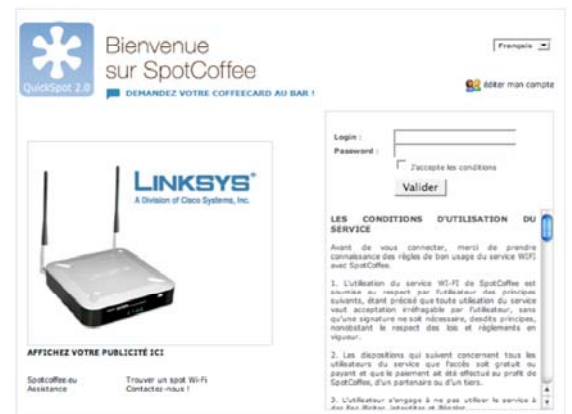 QuickSpot 2.0
Bienvenue
sur SpotCoffee
DEMANDEZ VOTRE COFFEECARD AU BAR !
Français
éditer mon compte
LINKSYS®
A Division of Cisco Systems, Inc.
AFFICHEZ VOTRE PUBLICITÉ ICI
Spotcoffee.eu
Trouver un spot Wi-Fi
Assistance
Contactez-nous !
Login :
Password :
J'accepte les conditions
Valider
LES CONDITIONS D'UTILISATION DU
SERVICE
Avant de vous connecter, merci de prendre
connaissance des règles de bon usage du service WIFI
avec SpotCoffee.
1. L'utilisation du service WI-FI de SpotCoffee est
soumise au respect par l'utilisateur des principes
suivants, étant précisé que toute utilisation du service
vaut acceptation irréfragable par l'utilisateur, sans
qu'une signature ne soit nécessaire, desdits principes,
nonobstant le respect des lois et règlements en
vigueur.
2. Les dispositions qui suivent concernent tous les
utilisateurs du service que l'accès soit gratuit ou
payant et que le paiement ait été effectué au profit de
SpotCoffee, d'un partenaire ou d'un tiers.
3. L'utilisateur s'engage à ne pas utiliser le service à
des fins illicites, interdites et illégales